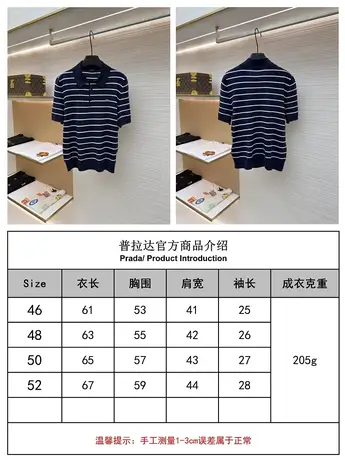 普拉达官方商品介绍
Prada/ Product Introduction
Size 衣长 胸围 肩宽 袖长 成衣克重
46 61 53 41 25
48 63 55 42 26
50 65 57 43 27 205g
52 67 59 44 28
温馨提示：手工测量1-3cm误差属于正常